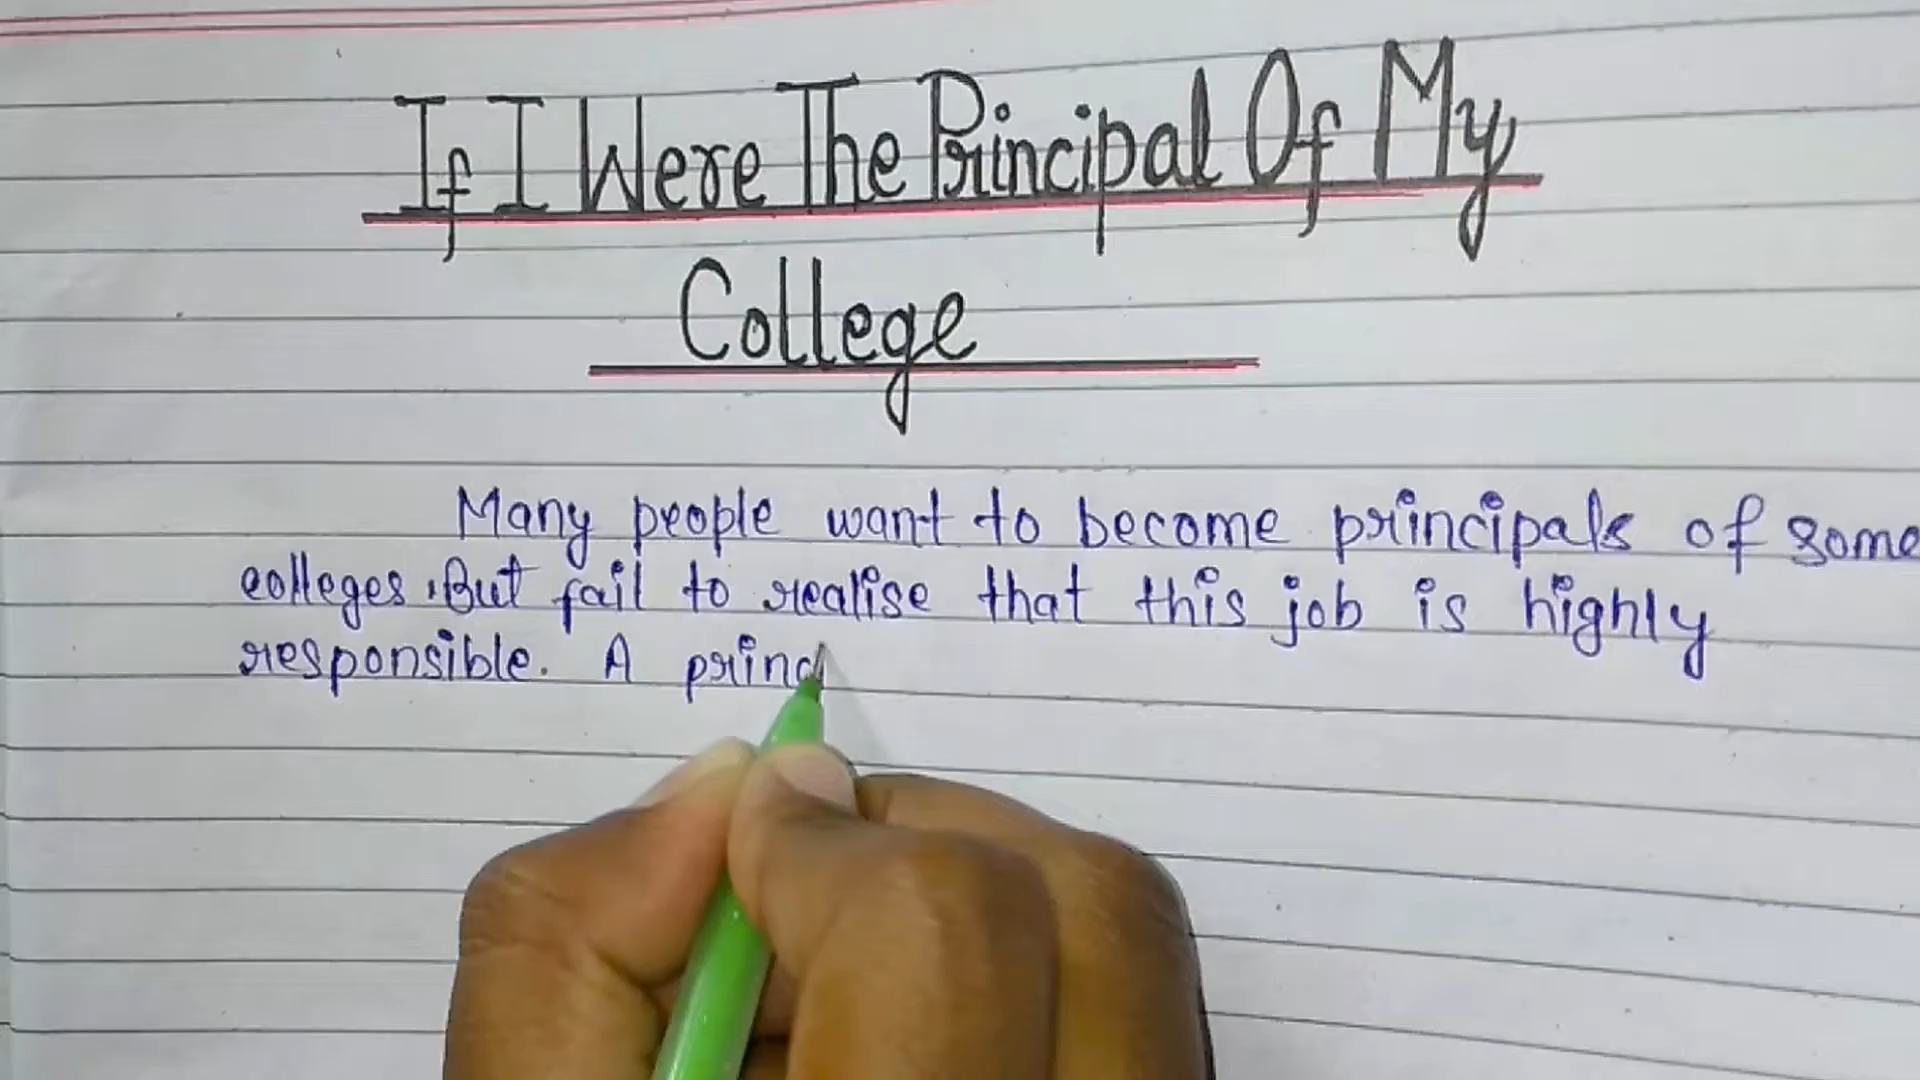 If I Were The Principal Of My
College
Many people want to become principals of some
colleges. But fail to realise that this job is highly
responsible. A princ